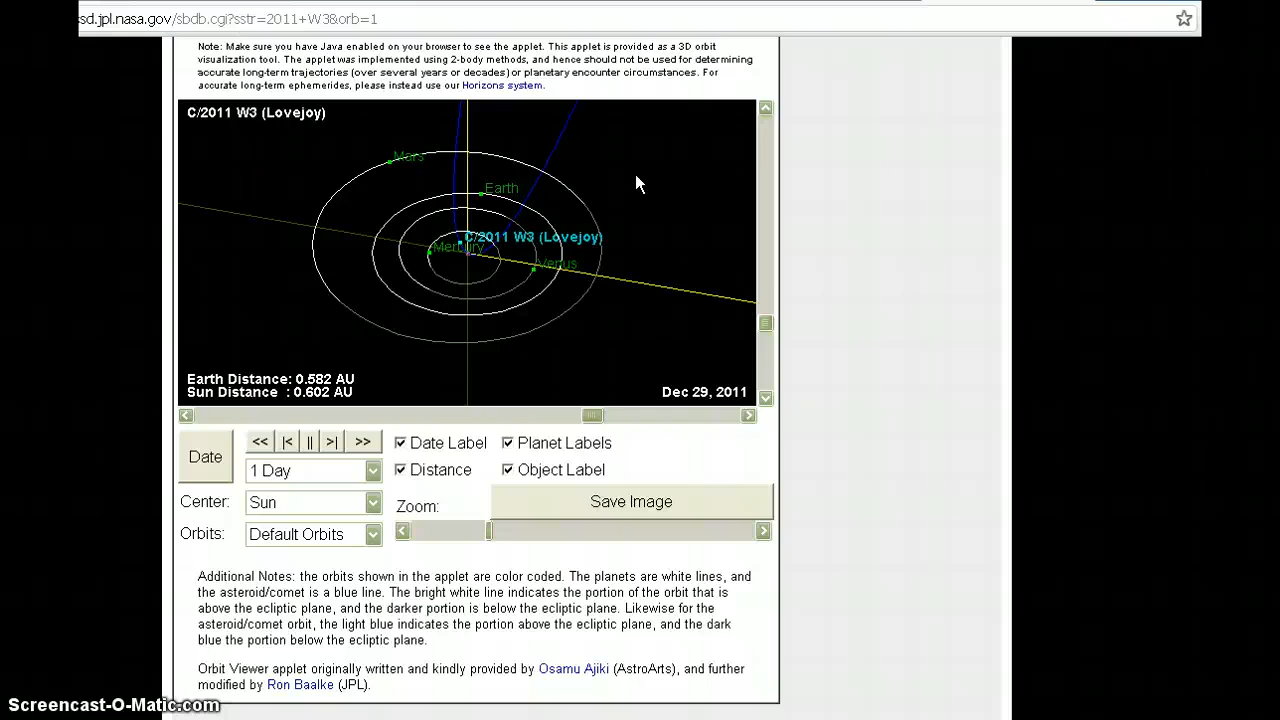 sd.jpl.nasa.gov/sbdb.cgi?sstr=2011+W3&orb=1
Note: Make sure you have Java enabled on your browser to see the applet. This applet is provided as a 3D orbit
visualization tool. The applet was implemented using 2-body methods, and hence should not be used for determining
accurate long-term trajectories (over several years or decades) or planetary encounter circumstances. For
accurate long-term ephemerides, please instead use our Horizons system.
C/2011 W3 (Lovejoy)
Mars
Earth
C/2011 W3 (Lovejoy)
Mercury
Venus
Earth Distance: 0.582 AU
Sun Distance : 0.602 AU
Dec 29, 2011
Date
<< |< || >| >>
Date Label
Planet Labels
1 Day
Distance
Object Label
Center:
Sun
Zoom:
Save Image
Orbits:
Default Orbits
Additional Notes: the orbits shown in the applet are color coded. The planets are white lines, and
the asteroid/comet is a blue line. The bright white line indicates the portion of the orbit that is
above the ecliptic plane, and the darker portion is below the ecliptic plane. Likewise for the
asteroid/comet orbit, the light blue indicates the portion above the ecliptic plane, and the dark
blue the portion below the ecliptic plane.
Orbit Viewer applet originally written and kindly provided by Osamu Ajiki (AstroArts), and further
modified by Ron Baalke (JPL).
Screencast-O-Matic.com